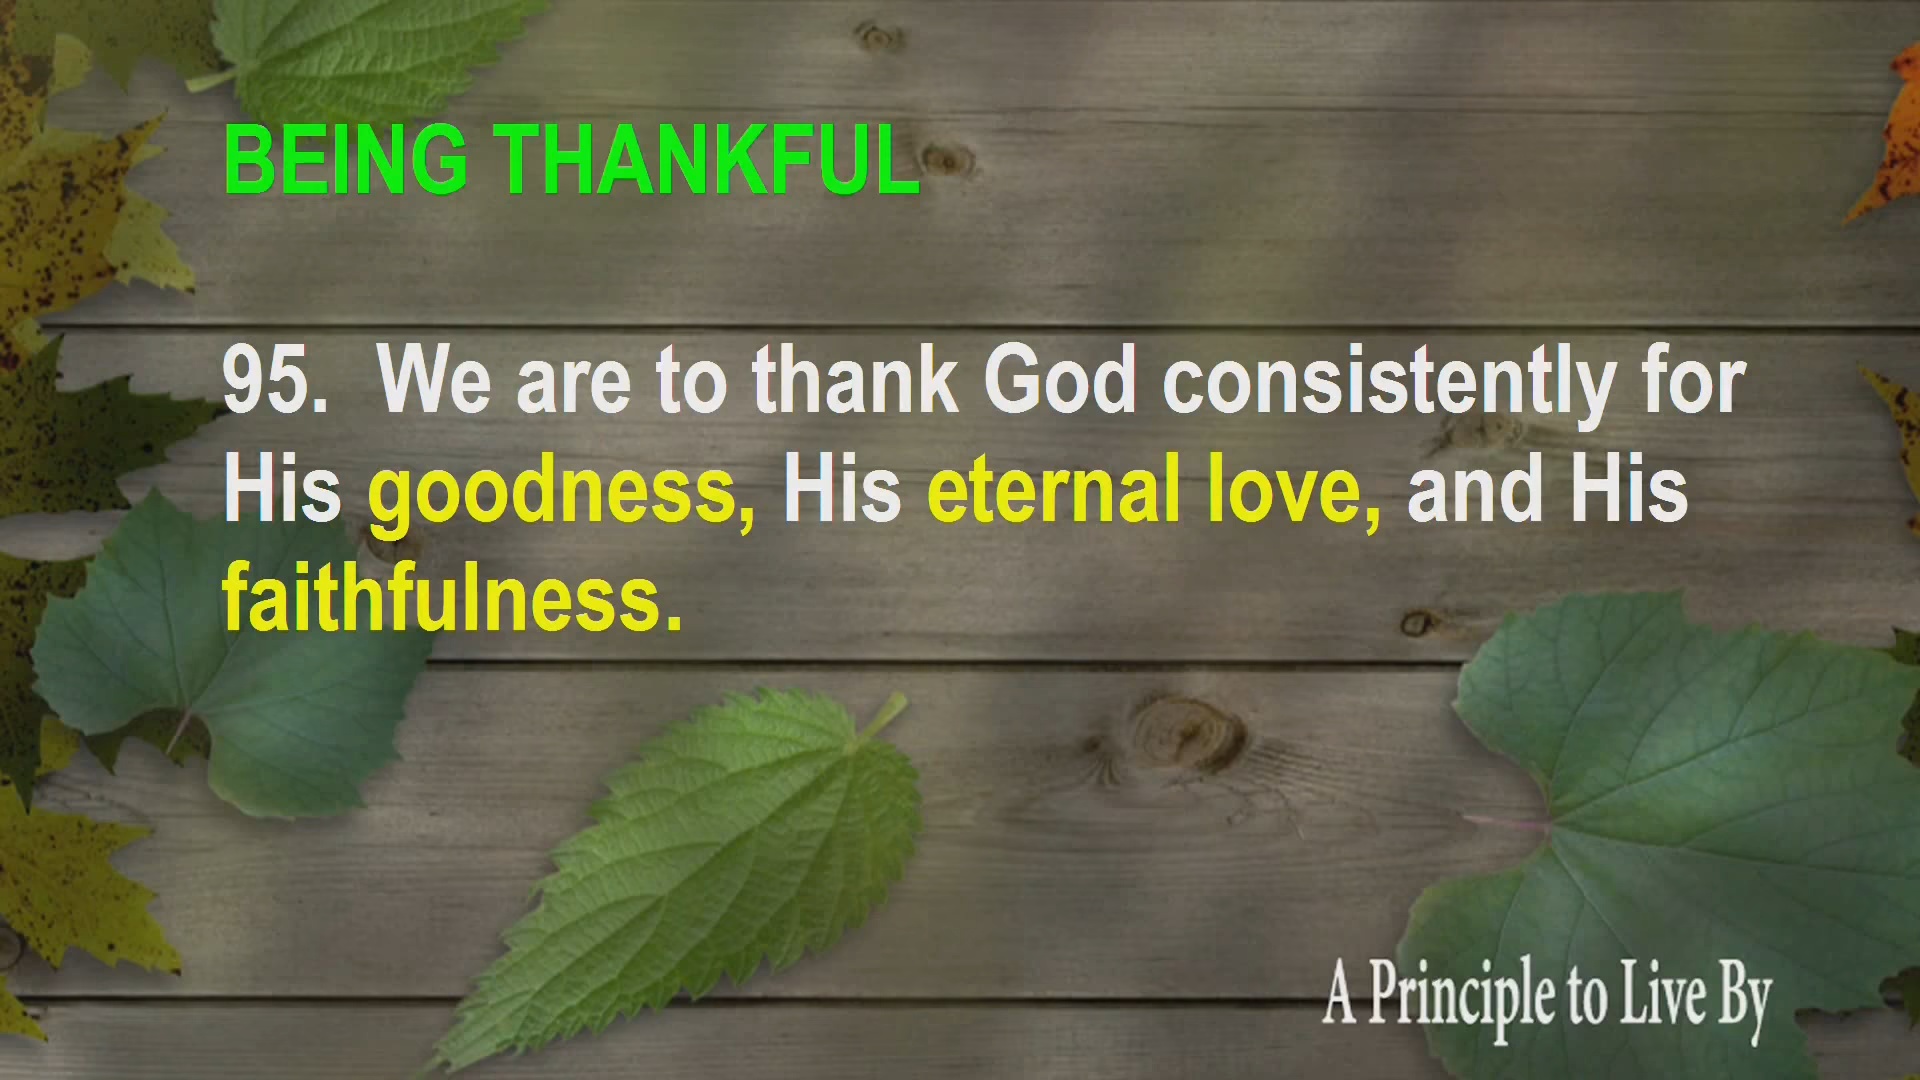 BEING THANKFUL
95.  We are to thank God consistently for
His goodness, His eternal love, and His
faithfulness.
A Principle to Live By